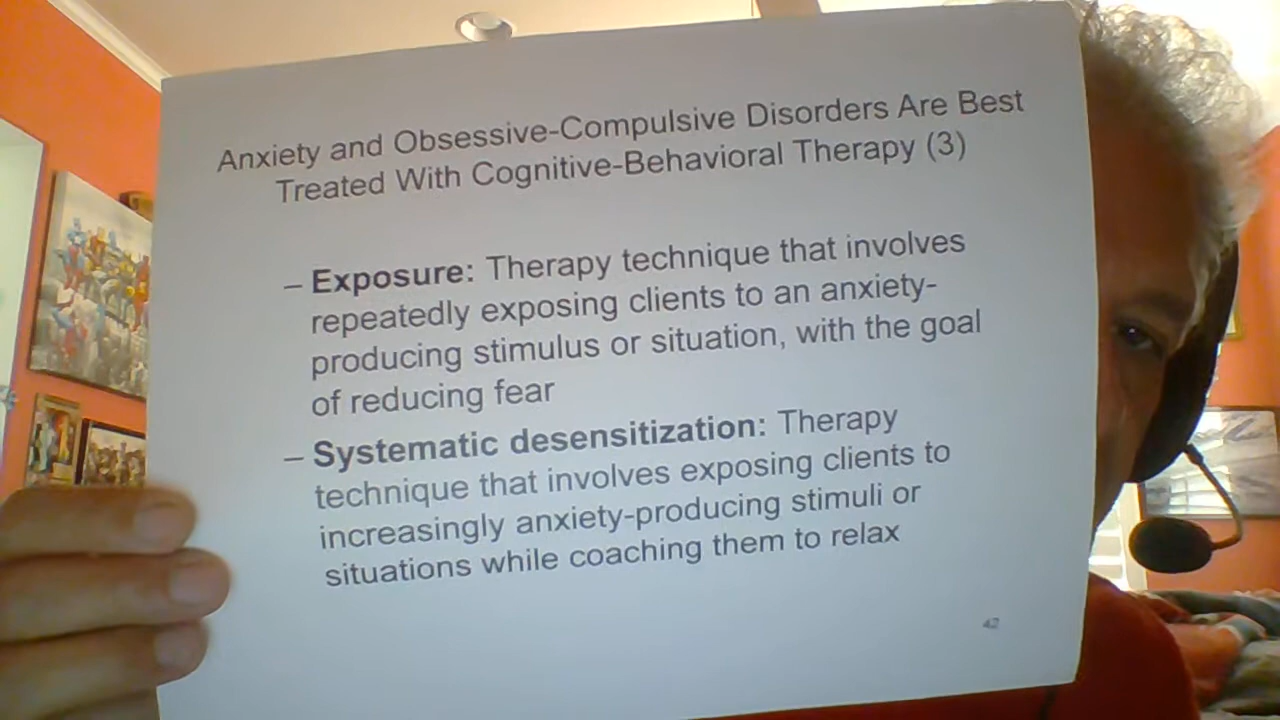 Anxiety and Obsessive-Compulsive Disorders Are Best
Treated With Cognitive-Behavioral Therapy (3)
– Exposure: Therapy technique that involves
repeatedly exposing clients to an anxiety-
producing stimulus or situation, with the goal
of reducing fear
– Systematic desensitization: Therapy
technique that involves exposing clients to
increasingly anxiety-producing stimuli or
situations while coaching them to relax
42